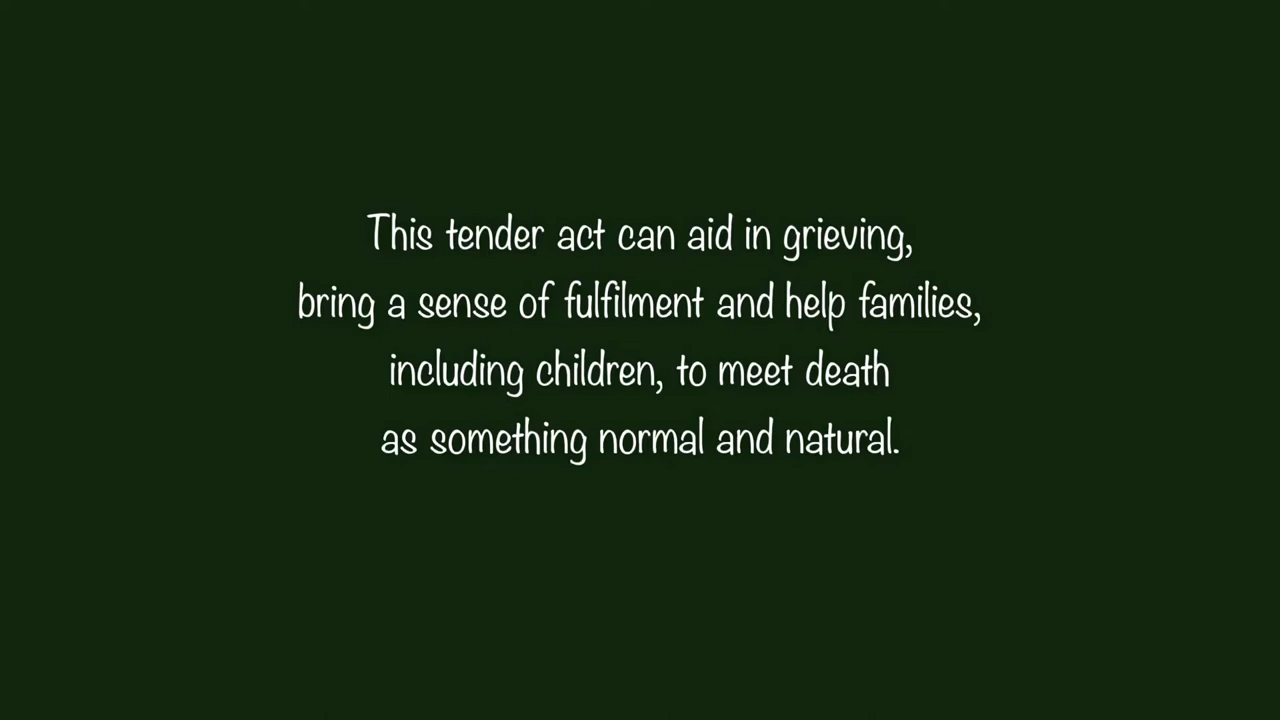 This tender act can aid in grieving,
bring a sense of fulfilment and help families,
including children, to meet death
as something normal and natural.